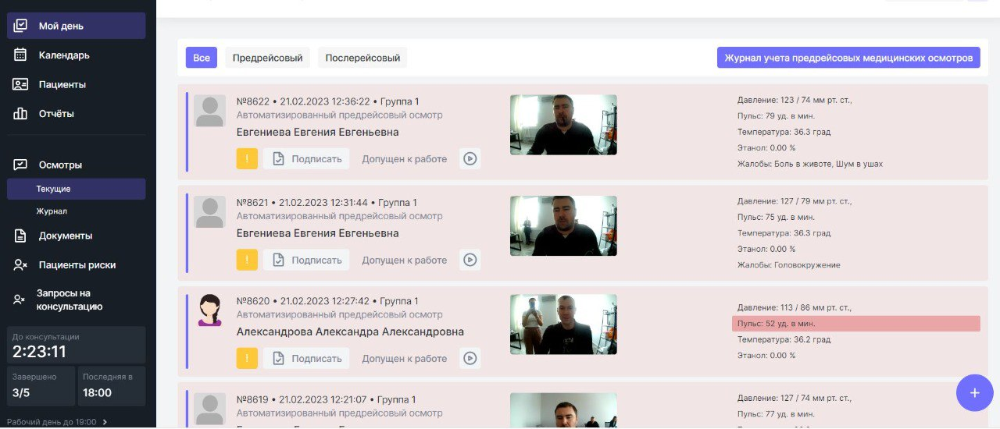 Мой день
Календарь
Пациенты
Отчёты
Осмотры
Текущие
Журнал
Документы
Пациенты риски
Запросы на
консультацию
До консультации
2:23:11
Завершено
3/5
Последняя в
18:00
Рабочий день до 19:00
Все
Предрейсовый
Послерейсовый
Журнал учета предрейсовых медицинских осмотров
№8622 • 21.02.2023 12:36:22 • Группа 1
Автоматизированный предрейсовый осмотр
Евгениева Евгения Евгеньевна
! Подписать Допущен к работе
Давление: 123 / 74 мм рт. ст.,
Пульс: 79 уд. в мин.
Температура: 36.3 град
Этанол: 0.00 %
Жалобы: Боль в животе, Шум в ушах
№8621 • 21.02.2023 12:31:44 • Группа 1
Автоматизированный предрейсовый осмотр
Евгениева Евгения Евгеньевна
! Подписать Допущен к работе
Давление: 127 / 79 мм рт. ст.,
Пульс: 75 уд. в мин.
Температура: 36.3 град
Этанол: 0.00 %
Жалобы: Головокружение
№8620 • 21.02.2023 12:27:42 • Группа 1
Автоматизированный предрейсовый осмотр
Александрова Александра Александровна
! Подписать Допущен к работе
Давление: 113 / 86 мм рт. ст.,
Пульс: 52 уд. в мин.
Температура: 36.2 град
Этанол: 0.00 %
№8619 • 21.02.2023 12:21:07 • Группа 1
Автоматизированный предрейсовый осмотр
Давление: 127 / 74 мм рт. ст.,
Пульс: 77 уд. в мин.